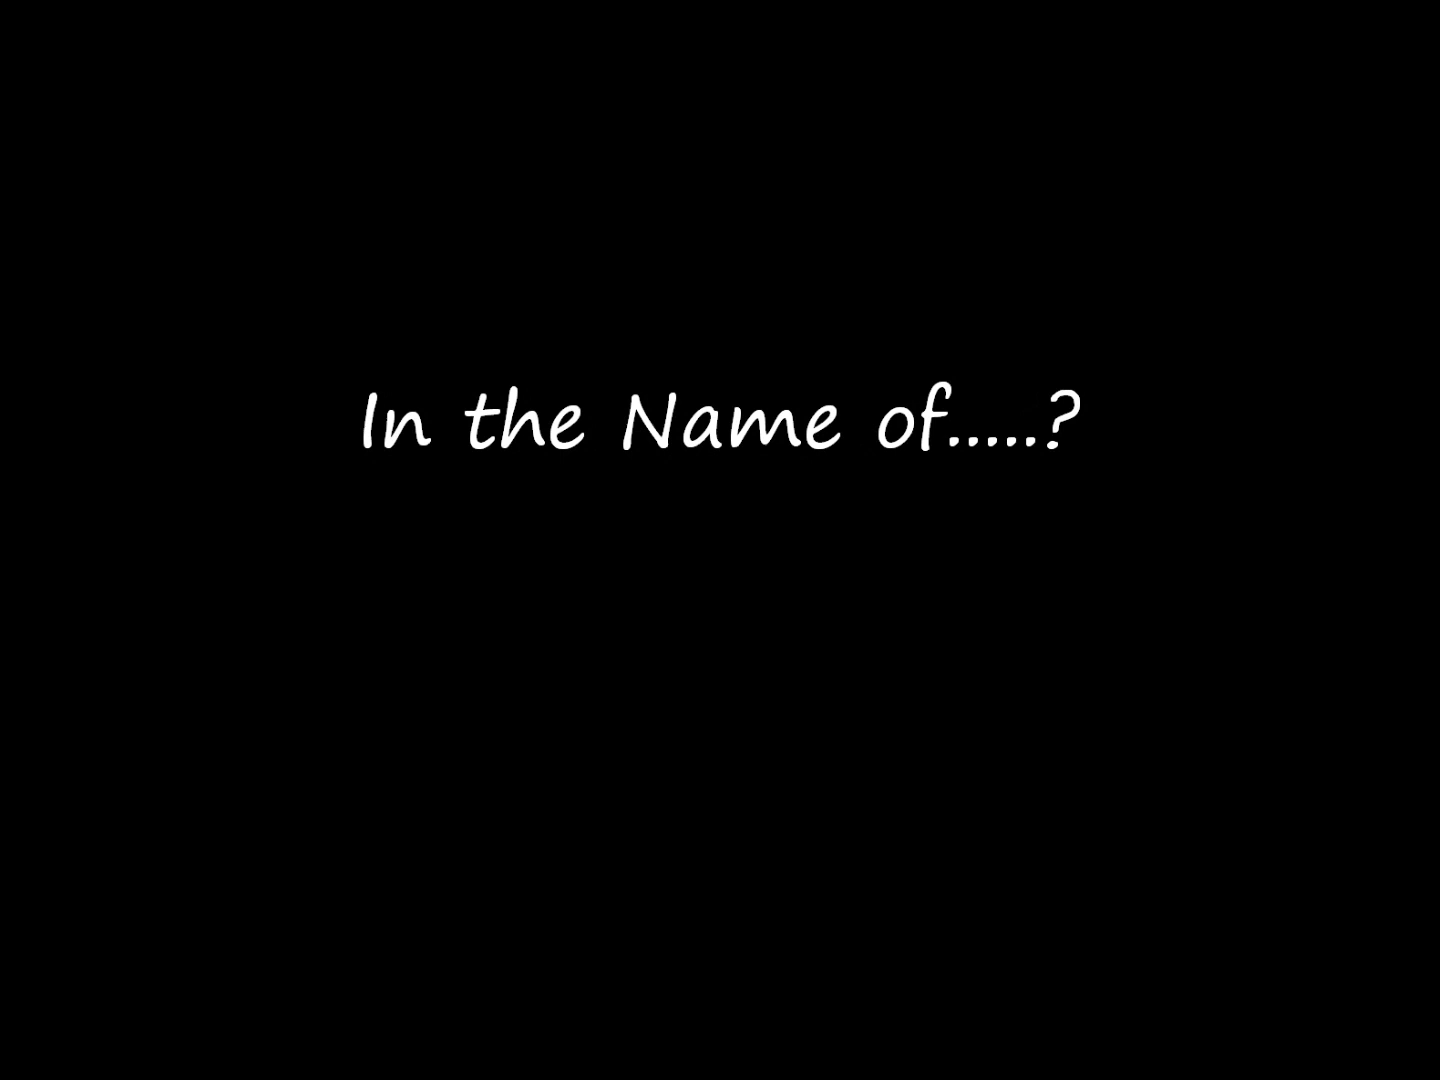 In the Name of.....?